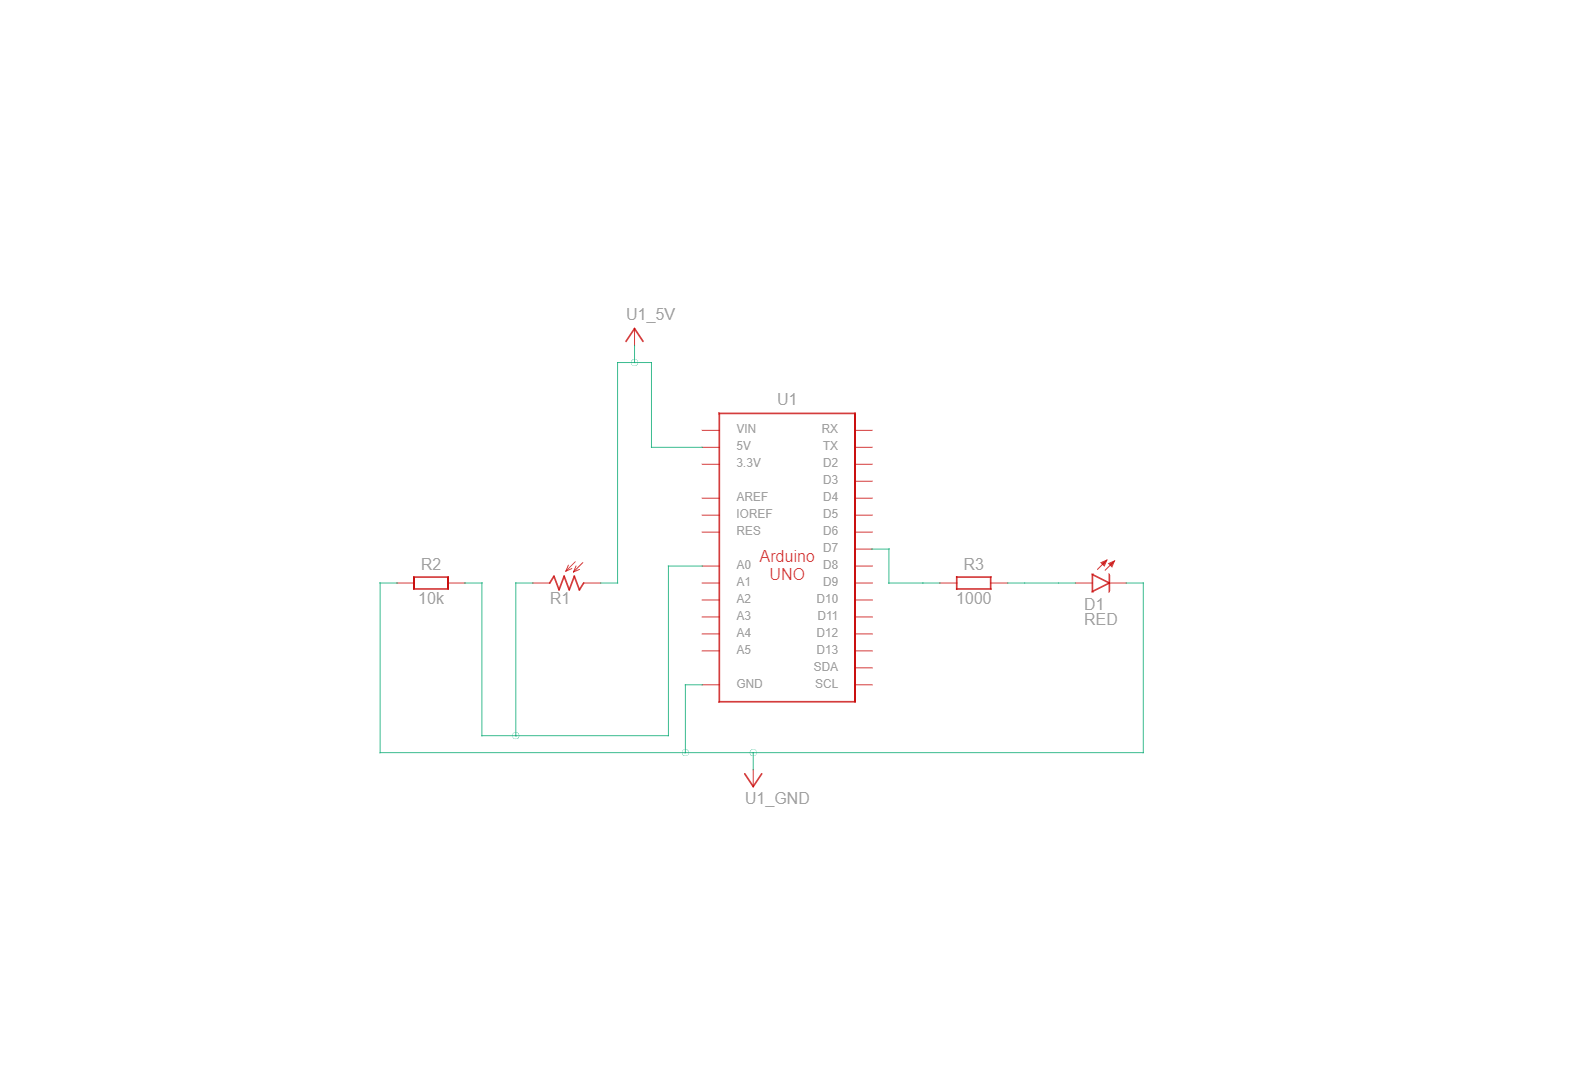 U1_5V
U1
VIN RX
5V TX
3.3V D2
D3
AREF D4
IOREF D5
RES D6
D7
Arduino
UNO
A0 D8
A1 D9
A2 D10
A3 D11
A4 D12
A5 D13
SDA
GND SCL
R2
10k
R1
R3
1000
D1
RED
U1_GND